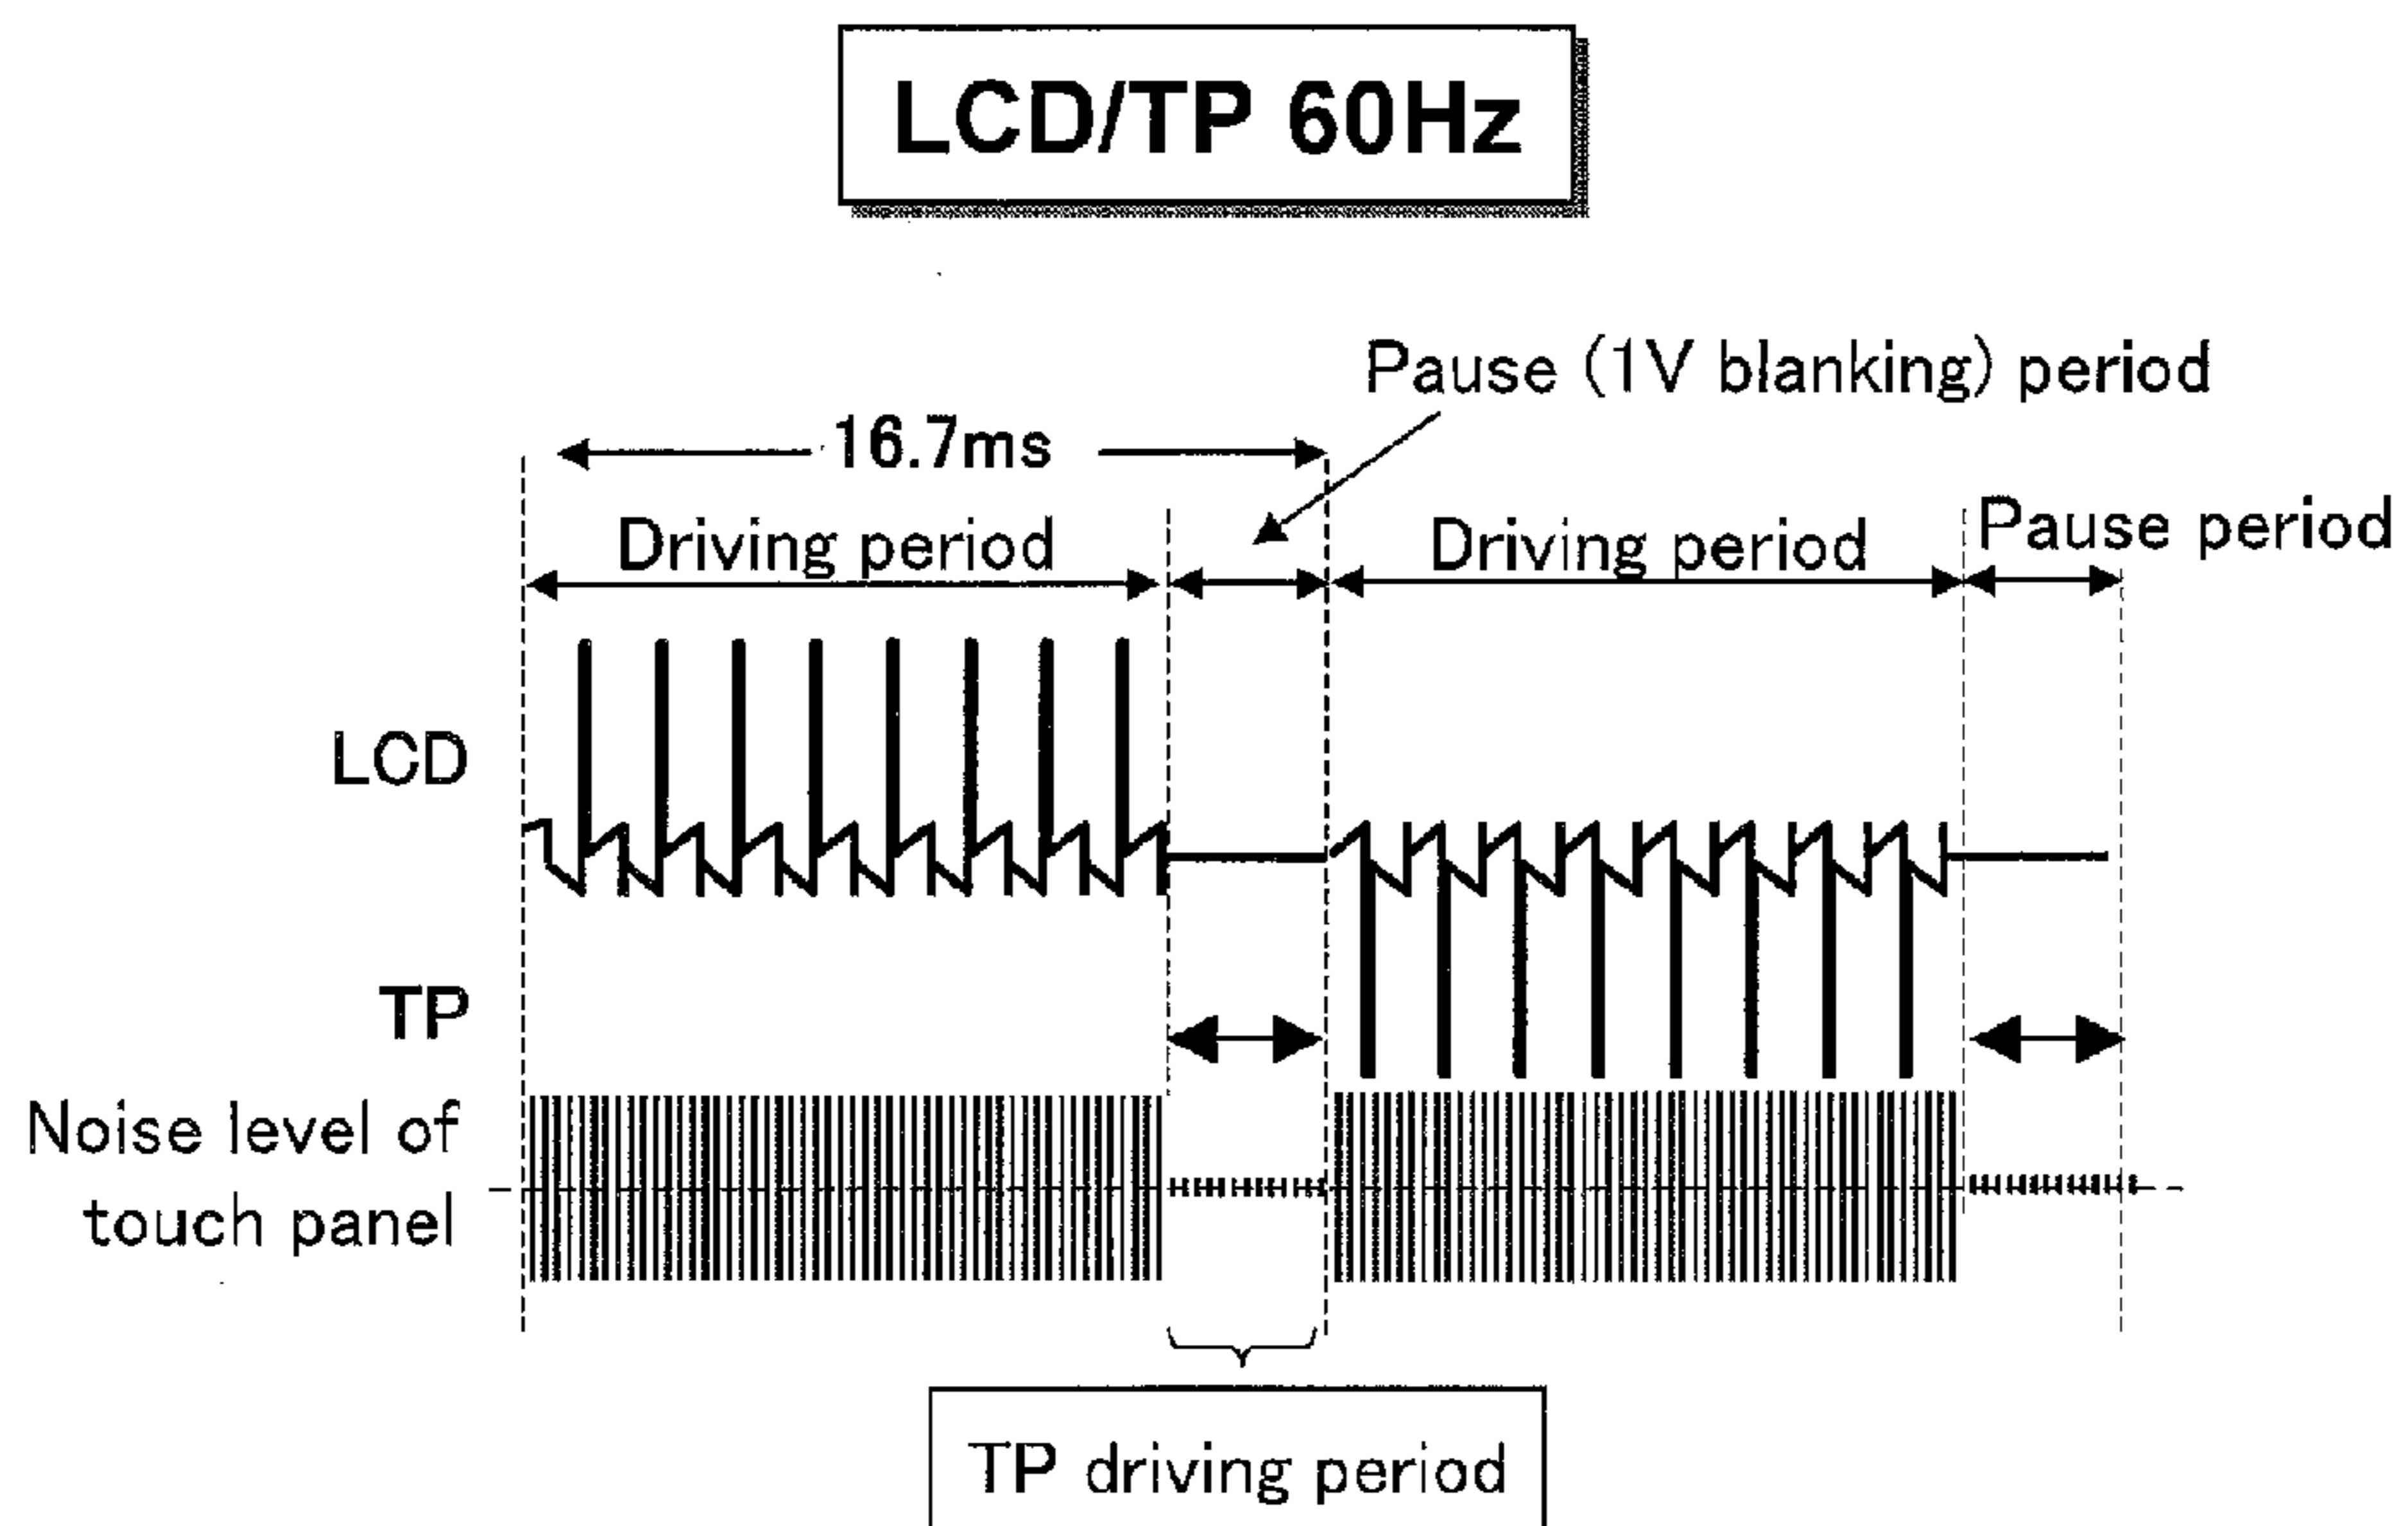 LCD/TP 60Hz
Pause (1V blanking) period
16.7ms
Driving period
Driving period
Pause period
LCD
TP
Noise level of
touch panel
TP driving period